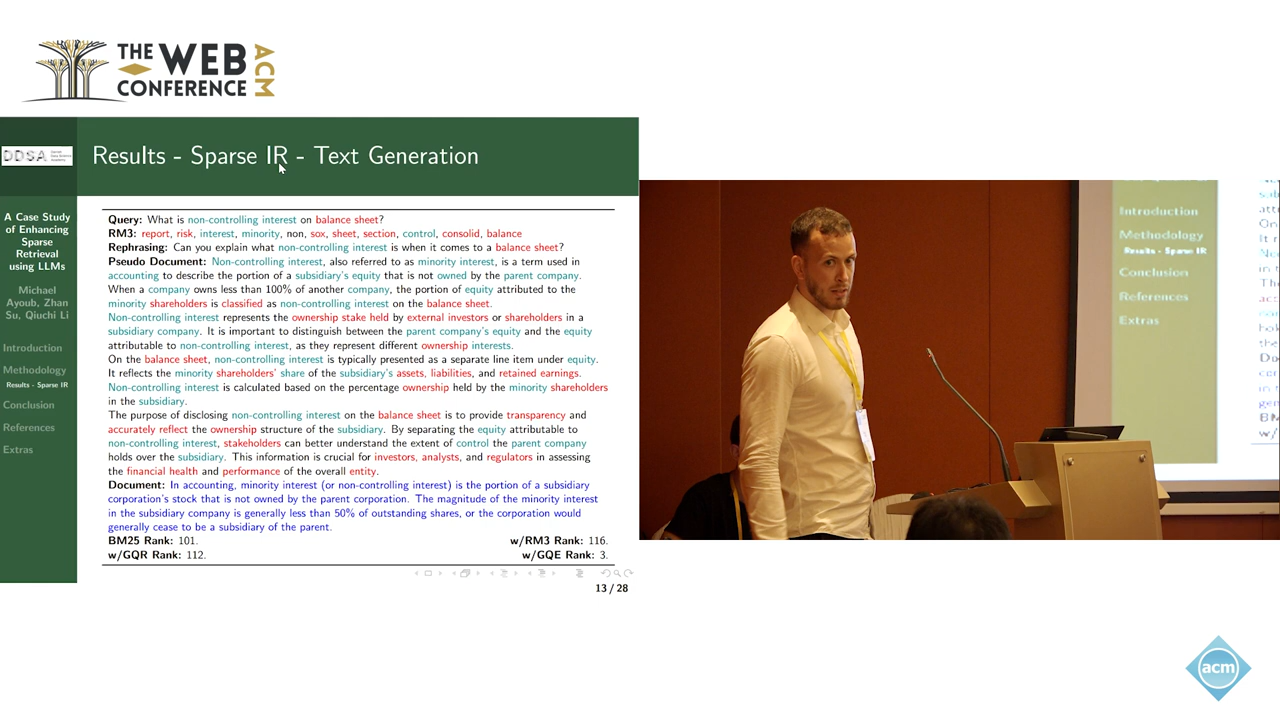 THE WEB
CONFERENCE
ACM
DDSA
Results - Sparse IR - Text Generation
A Case Study
of Enhancing
Sparse
Retrieval
using LLMs
Michael
Ayoub, Zhan
Su, Qiuchi Li
Introduction
Methodology
Results - Sparse IR
Conclusion
References
Extras
Query: What is non-controlling interest on balance sheet?
RM3: report, risk, interest, minority, non, sox, sheet, section, control, consolid, balance
Rephrasing: Can you explain what non-controlling interest is when it comes to a balance sheet?
Pseudo Document: Non-controlling interest, also referred to as minority interest, is a term used in
accounting to describe the portion of a subsidiary's equity that is not owned by the parent company.
When a company owns less than 100% of another company, the portion of equity attributed to the
minority shareholders is classified as non-controlling interest on the balance sheet.
Non-controlling interest represents the ownership stake held by external investors or shareholders in a
subsidiary company. It is important to distinguish between the parent company's equity and the equity
attributable to non-controlling interest, as they represent different ownership interests.
On the balance sheet, non-controlling interest is typically presented as a separate line item under equity.
It reflects the minority shareholders' share of the subsidiary's assets, liabilities, and retained earnings.
Non-controlling interest is calculated based on the percentage ownership held by the minority shareholders
in the subsidiary.
The purpose of disclosing non-controlling interest on the balance sheet is to provide transparency and
accurately reflect the ownership structure of the subsidiary. By separating the equity attributable to
non-controlling interest, stakeholders can better understand the extent of control the parent company
holds over the subsidiary. This information is crucial for investors, analysts, and regulators in assessing
the financial health and performance of the overall entity.
Document: In accounting, minority interest (or non-controlling interest) is the portion of a subsidiary
corporation's stock that is not owned by the parent corporation. The magnitude of the minority interest
in the subsidiary company is generally less than 50% of outstanding shares, or the corporation would
generally cease to be a subsidiary of the parent.
BM25 Rank: 101. w/RM3 Rank: 116.
w/GQR Rank: 112. w/GQE Rank: 3.
13 / 28
Introduction
Methodology
Results - Sparse IR
Conclusion
References
Extras
acm